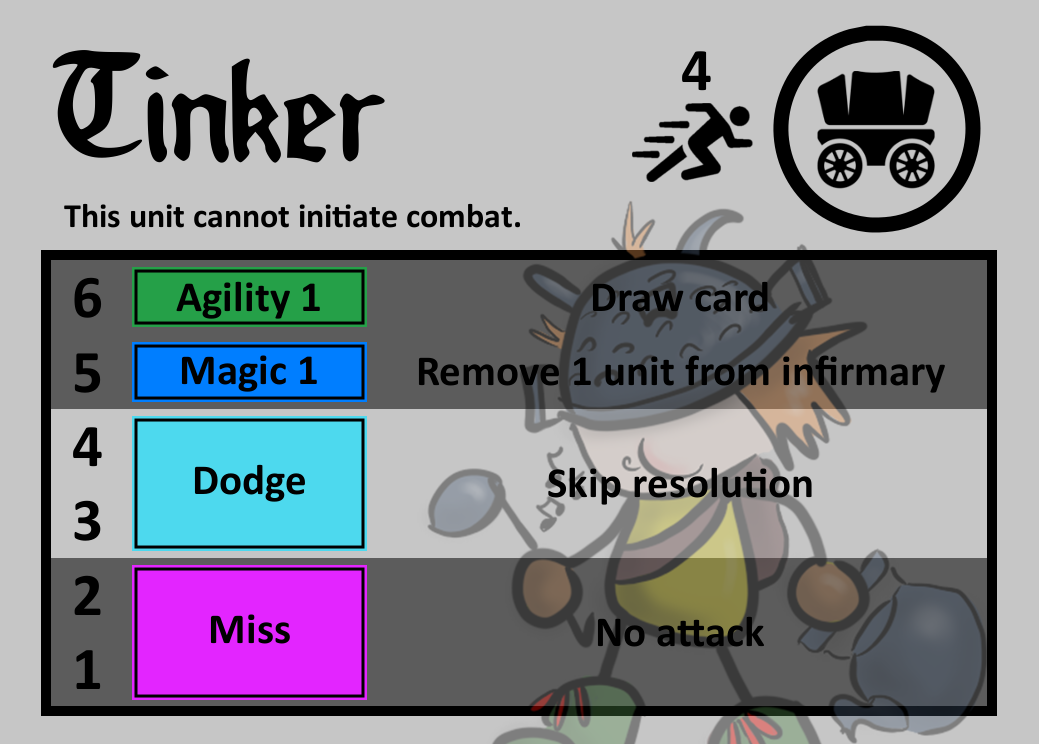 Tinker
4
This unit cannot initiate combat.
6 Agility 1 Draw card
5 Magic 1 Remove 1 unit from infirmary
4
Dodge Skip resolution
3
2
Miss No attack
1